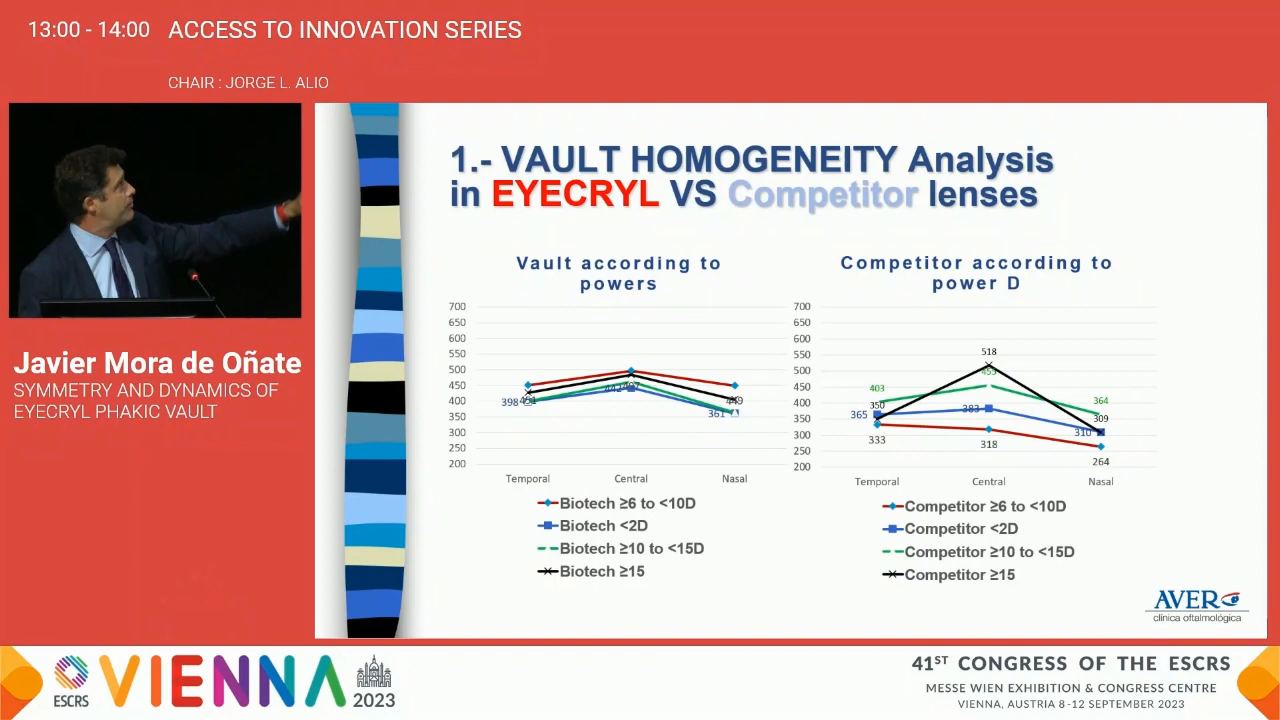 13:00 - 14:00 ACCESS TO INNOVATION SERIES
CHAIR : JORGE L. ALIO
Javier Mora de Oñate
SYMMETRY AND DYNAMICS OF
EYECRYL PHAKIC VAULT
1.- VAULT HOMOGENEITY Analysis
in EYECRYL VS Competitor lenses
Vault according to
powers
700
650
600
550
500
450
400
350
300
250
200
398
361
Temporal Central Nasal
Biotech ≥6 to <10D
Biotech <2D
Biotech ≥10 to <15D
Biotech ≥15
Competitor according to
power D
700
650
600
550
500
450
400
350
300
250
200
518
403
350
365
333
383
318
364
309
310
264
Temporal Central Nasal
Competitor ≥6 to <10D
Competitor <2D
Competitor ≥10 to <15D
Competitor ≥15
AVER
clínica oftalmológica
ESCRS
VIENNA
2023
41ST CONGRESS OF THE ESCRS
MESSE WIEN EXHIBITION & CONGRESS CENTRE
VIENNA, AUSTRIA 8-12 SEPTEMBER 2023